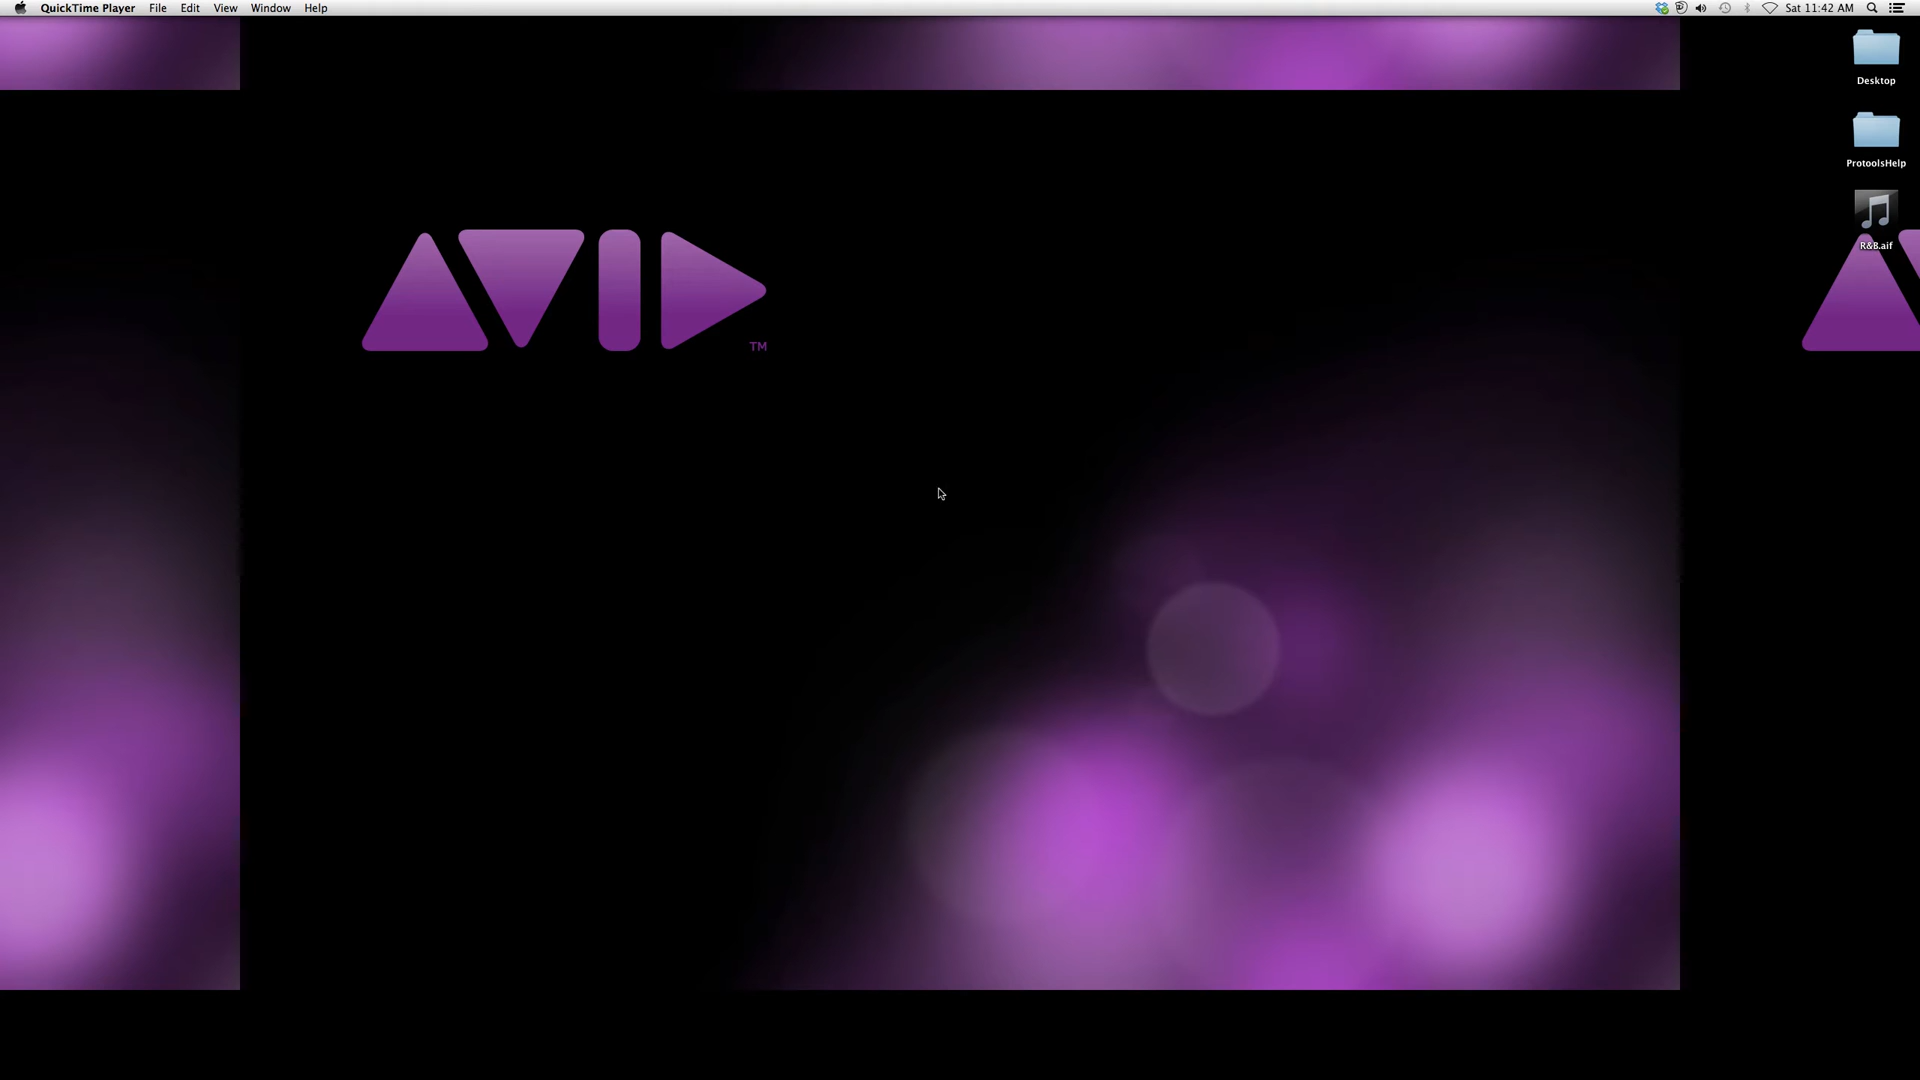 QuickTime Player File Edit View Window Help Sat 11:42 AM
Desktop
ProtoolsHelp
R&B.aif
AVID
TM